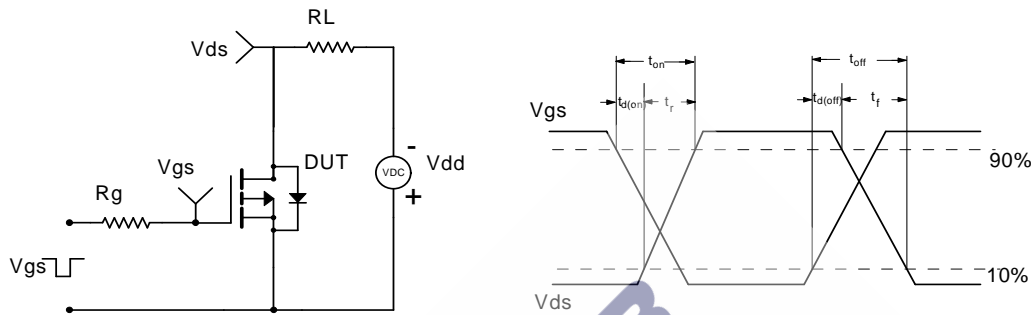 RL
Vds
Vgs
DUT
Rg
VDC
-
+
Vdd
Vgs
ton
td(on)
tr
toff
td(off)
tf
Vgs
90%
10%
Vds